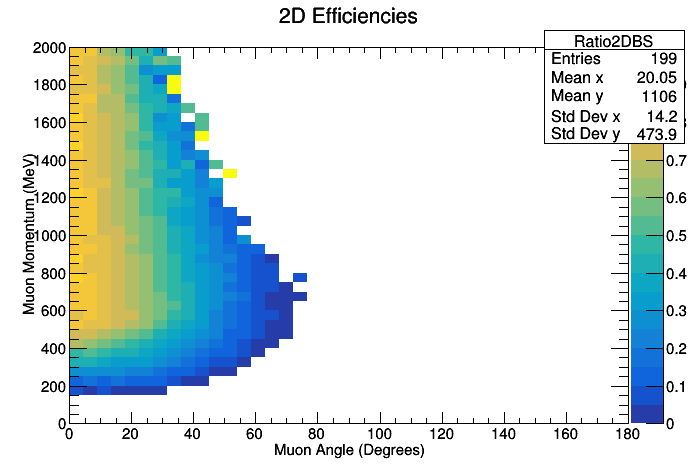 2D Efficiencies
Ratio2DBS
Entries 199
Mean x 20.05
Mean y 1106
Std Dev x 14.2
Std Dev y 473.9
Muon Momentum (MeV)
2000
1800
1600
1400
1200
1000
800
600
400
200
0
0 20 40 60 80 100 120 140 160 180
Muon Angle (Degrees)
0.7
0.6
0.5
0.4
0.3
0.2
0.1
0